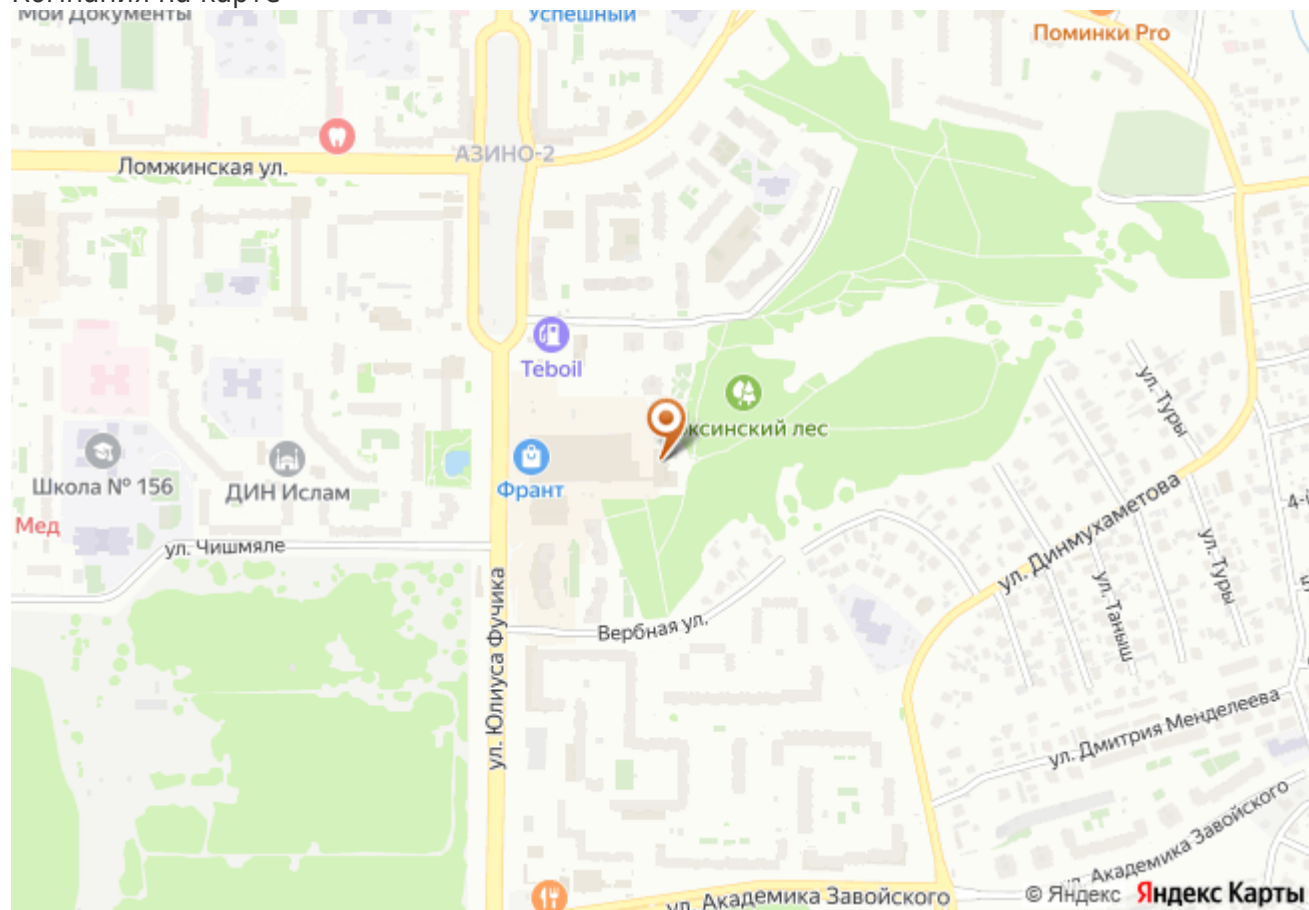 Мои Документы
Успешный
Поминки Pro
АЗИНО-2
Ломжинская ул.
Teboil
ксинский лес
Школа № 156
ДИН Ислам
Франт
Мед
ул. Чишмяле
ул. Туры
ул. Динмухаметова
4-й
ул. Туры
ул. Таныш
Вербная ул.
ул. Юлиуса Фучика
ул. Дмитрия Менделеева
ул. Академика Завойского
ул. Академика Завойского
© Яндекс Яндекс Карты